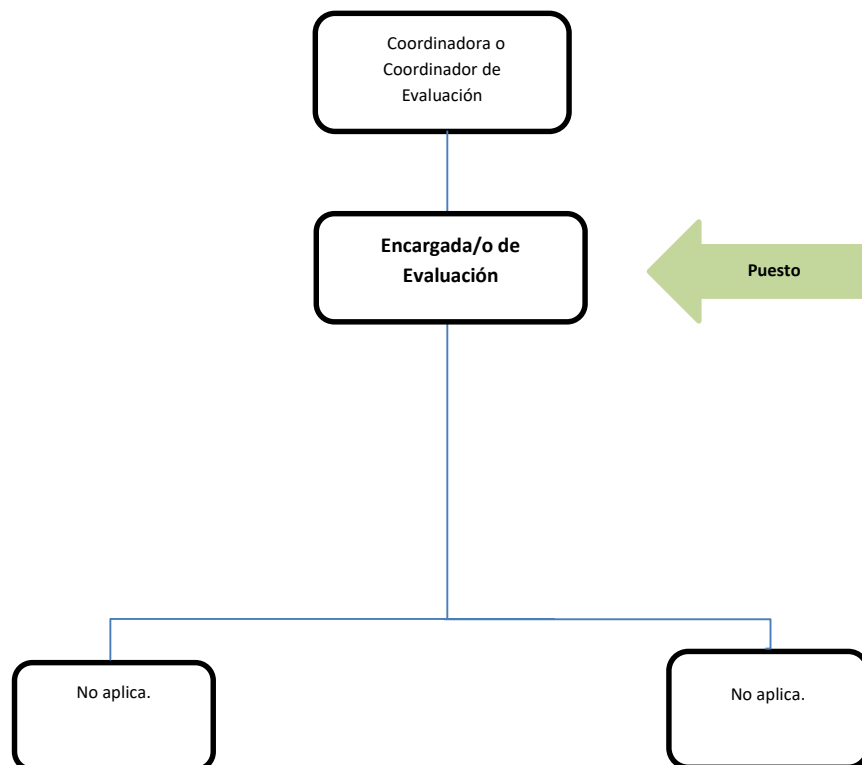 Coordinadora o
Coordinador de
Evaluación
Encargada/o de
Evaluación
Puesto
No aplica.
No aplica.